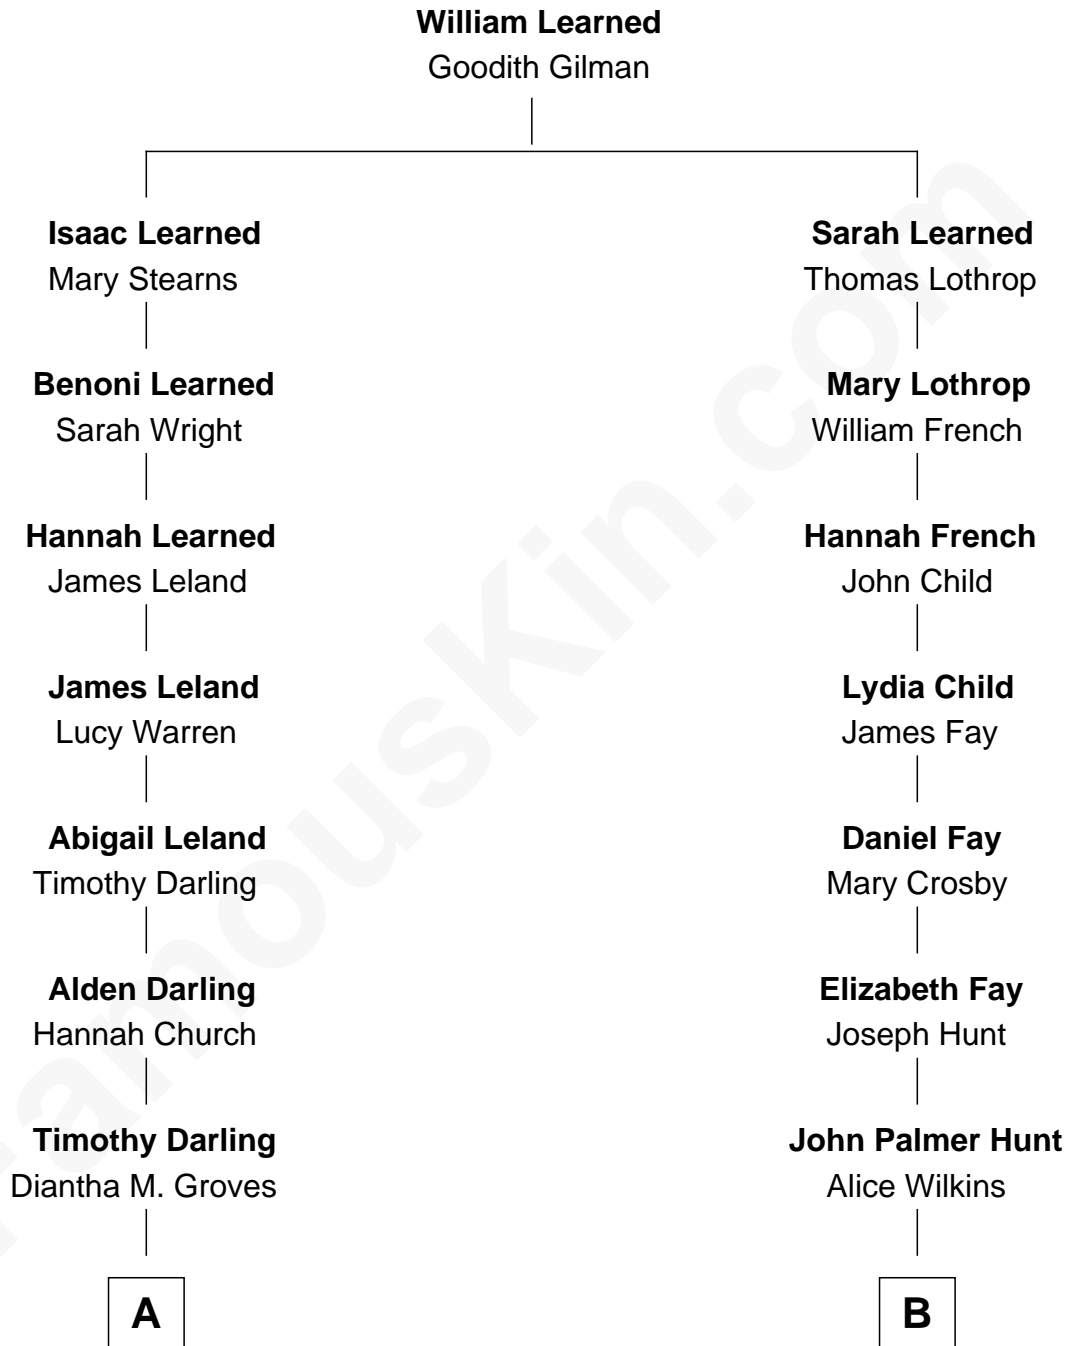 William Learned
Goodith Gilman
Isaac Learned
Mary Stearns
Sarah Learned
Thomas Lothrop
Benoni Learned
Sarah Wright
Mary Lothrop
William French
Hannah Learned
James Leland
Hannah French
John Child
James Leland
Lucy Warren
Lydia Child
James Fay
Abigail Leland
Timothy Darling
Daniel Fay
Mary Crosby
Alden Darling
Hannah Church
Elizabeth Fay
Joseph Hunt
Timothy Darling
Diantha M. Groves
John Palmer Hunt
Alice Wilkins
A
B
FamousKin.com